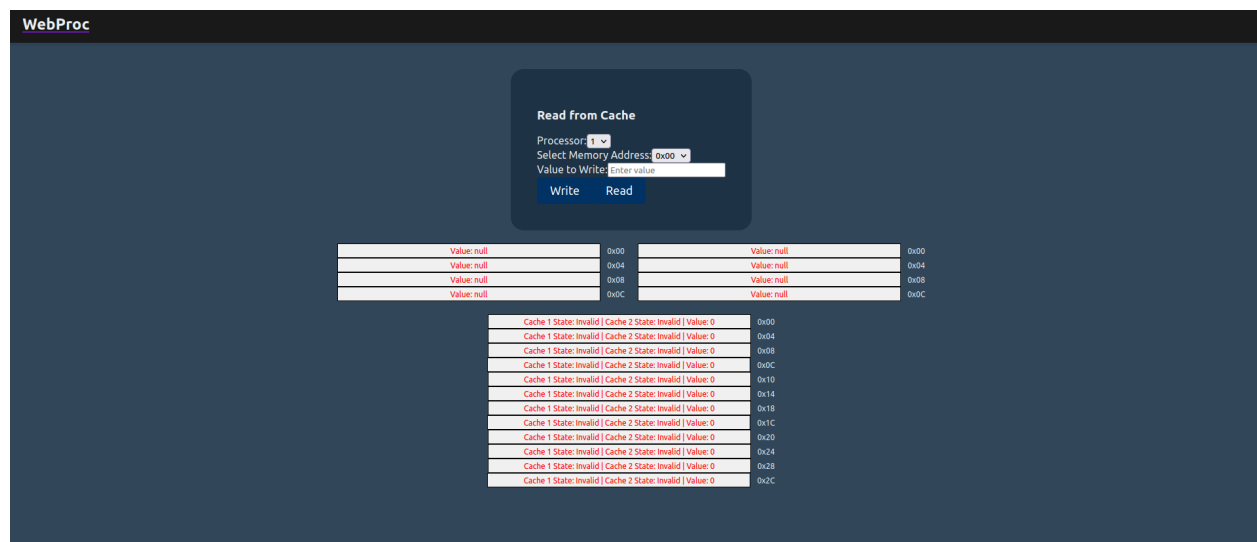 WebProc
Read from Cache
Processor: 1
Select Memory Address: 0x00
Value to Write: Enter value
Write Read
Value: null 0x00 Value: null 0x00
Value: null 0x04 Value: null 0x04
Value: null 0x08 Value: null 0x08
Value: null 0x0C Value: null 0x0C
Cache 1 State: Invalid | Cache 2 State: Invalid | Value: 0 0x00
Cache 1 State: Invalid | Cache 2 State: Invalid | Value: 0 0x04
Cache 1 State: Invalid | Cache 2 State: Invalid | Value: 0 0x08
Cache 1 State: Invalid | Cache 2 State: Invalid | Value: 0 0x0C
Cache 1 State: Invalid | Cache 2 State: Invalid | Value: 0 0x10
Cache 1 State: Invalid | Cache 2 State: Invalid | Value: 0 0x14
Cache 1 State: Invalid | Cache 2 State: Invalid | Value: 0 0x18
Cache 1 State: Invalid | Cache 2 State: Invalid | Value: 0 0x1C
Cache 1 State: Invalid | Cache 2 State: Invalid | Value: 0 0x20
Cache 1 State: Invalid | Cache 2 State: Invalid | Value: 0 0x24
Cache 1 State: Invalid | Cache 2 State: Invalid | Value: 0 0x28
Cache 1 State: Invalid | Cache 2 State: Invalid | Value: 0 0x2C